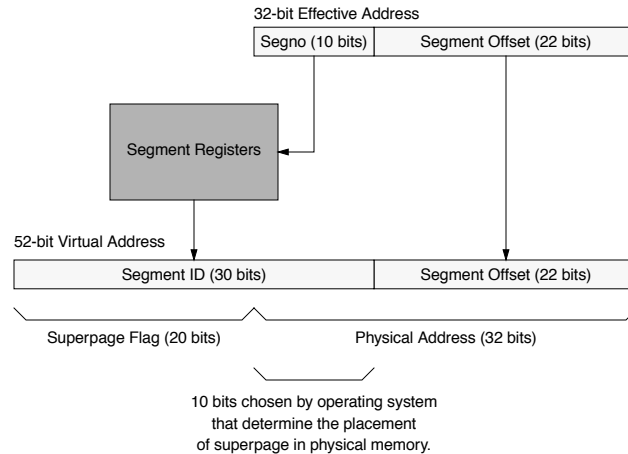 32-bit Effective Address
Segno (10 bits)
Segment Offset (22 bits)
Segment Registers
52-bit Virtual Address
Segment ID (30 bits)
Segment Offset (22 bits)
Superpage Flag (20 bits)
Physical Address (32 bits)
10 bits chosen by operating system
that determine the placement
of superpage in physical memory.